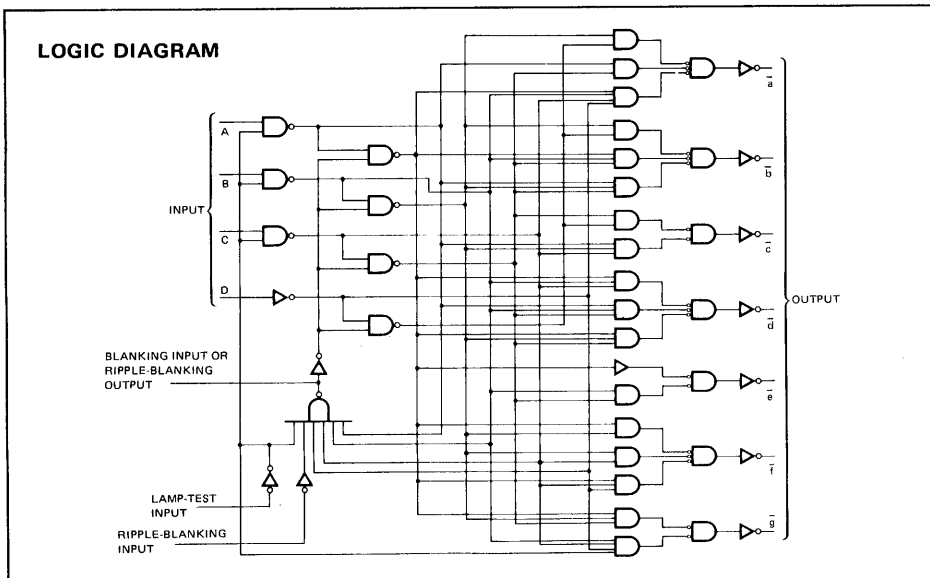 LOGIC DIAGRAM
A
B
INPUT
C
D
BLANKING INPUT OR
RIPPLE-BLANKING
OUTPUT
LAMP-TEST
INPUT
RIPPLE-BLANKING
INPUT
a̅
b̅
c̅
d̅
OUTPUT
e̅
f̅
g̅